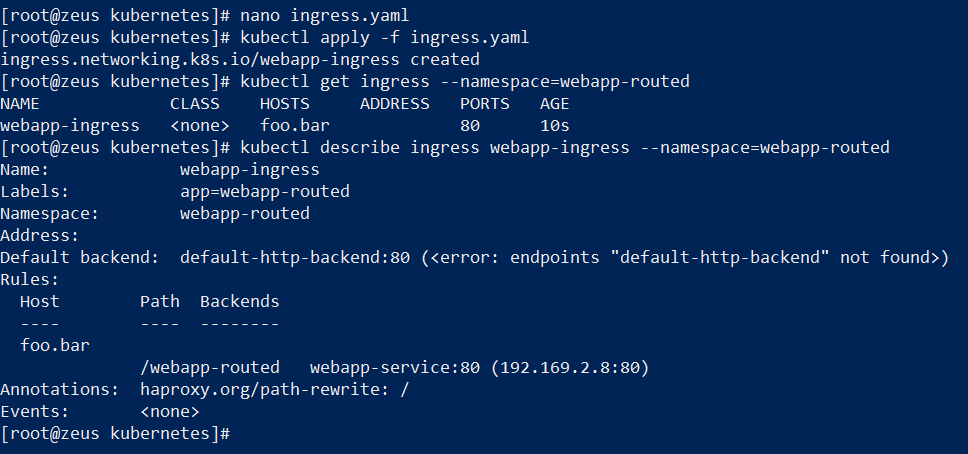 [root@zeus kubernetes]# nano ingress.yaml
[root@zeus kubernetes]# kubectl apply -f ingress.yaml
ingress.networking.k8s.io/webapp-ingress created
[root@zeus kubernetes]# kubectl get ingress --namespace=webapp-routed
NAME             CLASS    HOSTS     ADDRESS   PORTS   AGE
webapp-ingress   <none>   foo.bar             80      10s
[root@zeus kubernetes]# kubectl describe ingress webapp-ingress --namespace=webapp-routed
Name:             webapp-ingress
Labels:           app=webapp-routed
Namespace:        webapp-routed
Address:
Default backend:  default-http-backend:80 (<error: endpoints "default-http-backend" not found>)
Rules:
  Host        Path  Backends
  ----        ----  --------
  foo.bar
              /webapp-routed   webapp-service:80 (192.169.2.8:80)
Annotations:  haproxy.org/path-rewrite: /
Events:       <none>
[root@zeus kubernetes]#